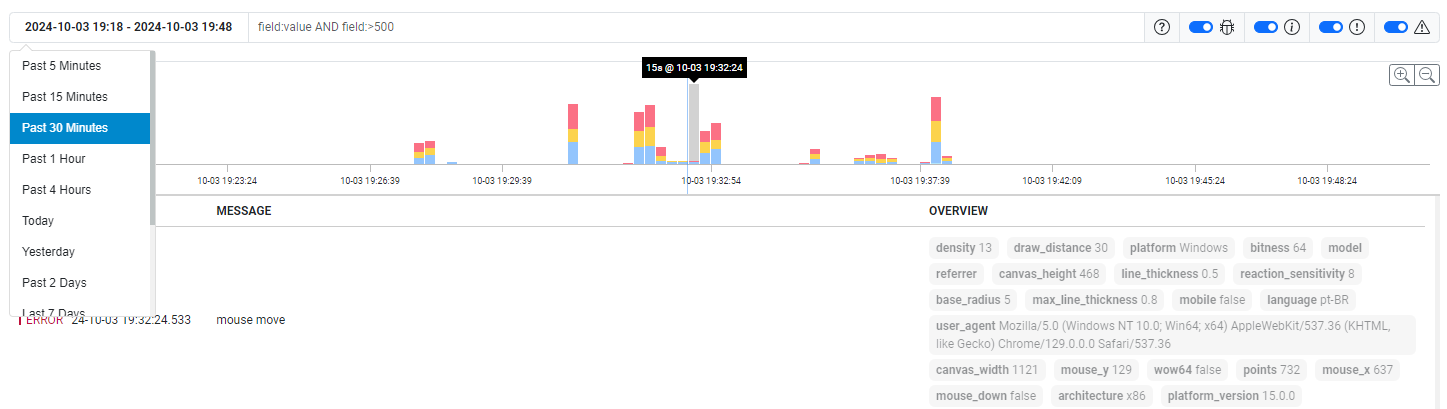 2024-10-03 19:18 - 2024-10-03 19:48 field:value AND field:>500
Past 5 Minutes
Past 15 Minutes
Past 30 Minutes
Past 1 Hour
Past 4 Hours
Today
Yesterday
Past 2 Days
Last 7 Days
15s @ 10-03 19:32:24
10-03 19:23:24 10-03 19:26:39 10-03 19:29:39 10-03 19:32:54 10-03 19:37:39 10-03 19:42:09 10-03 19:45:24 10-03 19:48:24
MESSAGE OVERVIEW
ERROR 24-10-03 19:32:24.533 mouse move
density 13 draw_distance 30 platform Windows bitness 64 model
referrer canvas_height 468 line_thickness 0.5 reaction_sensitivity 8
base_radius 5 max_line_thickness 0.8 mobile false language pt-BR
user_agent Mozilla/5.0 (Windows NT 10.0; Win64; x64) AppleWebKit/537.36 (KHTML,
like Gecko) Chrome/129.0.0.0 Safari/537.36
canvas_width 1121 mouse_y 129 wow64 false points 732 mouse_x 637
mouse_down false architecture x86 platform_version 15.0.0